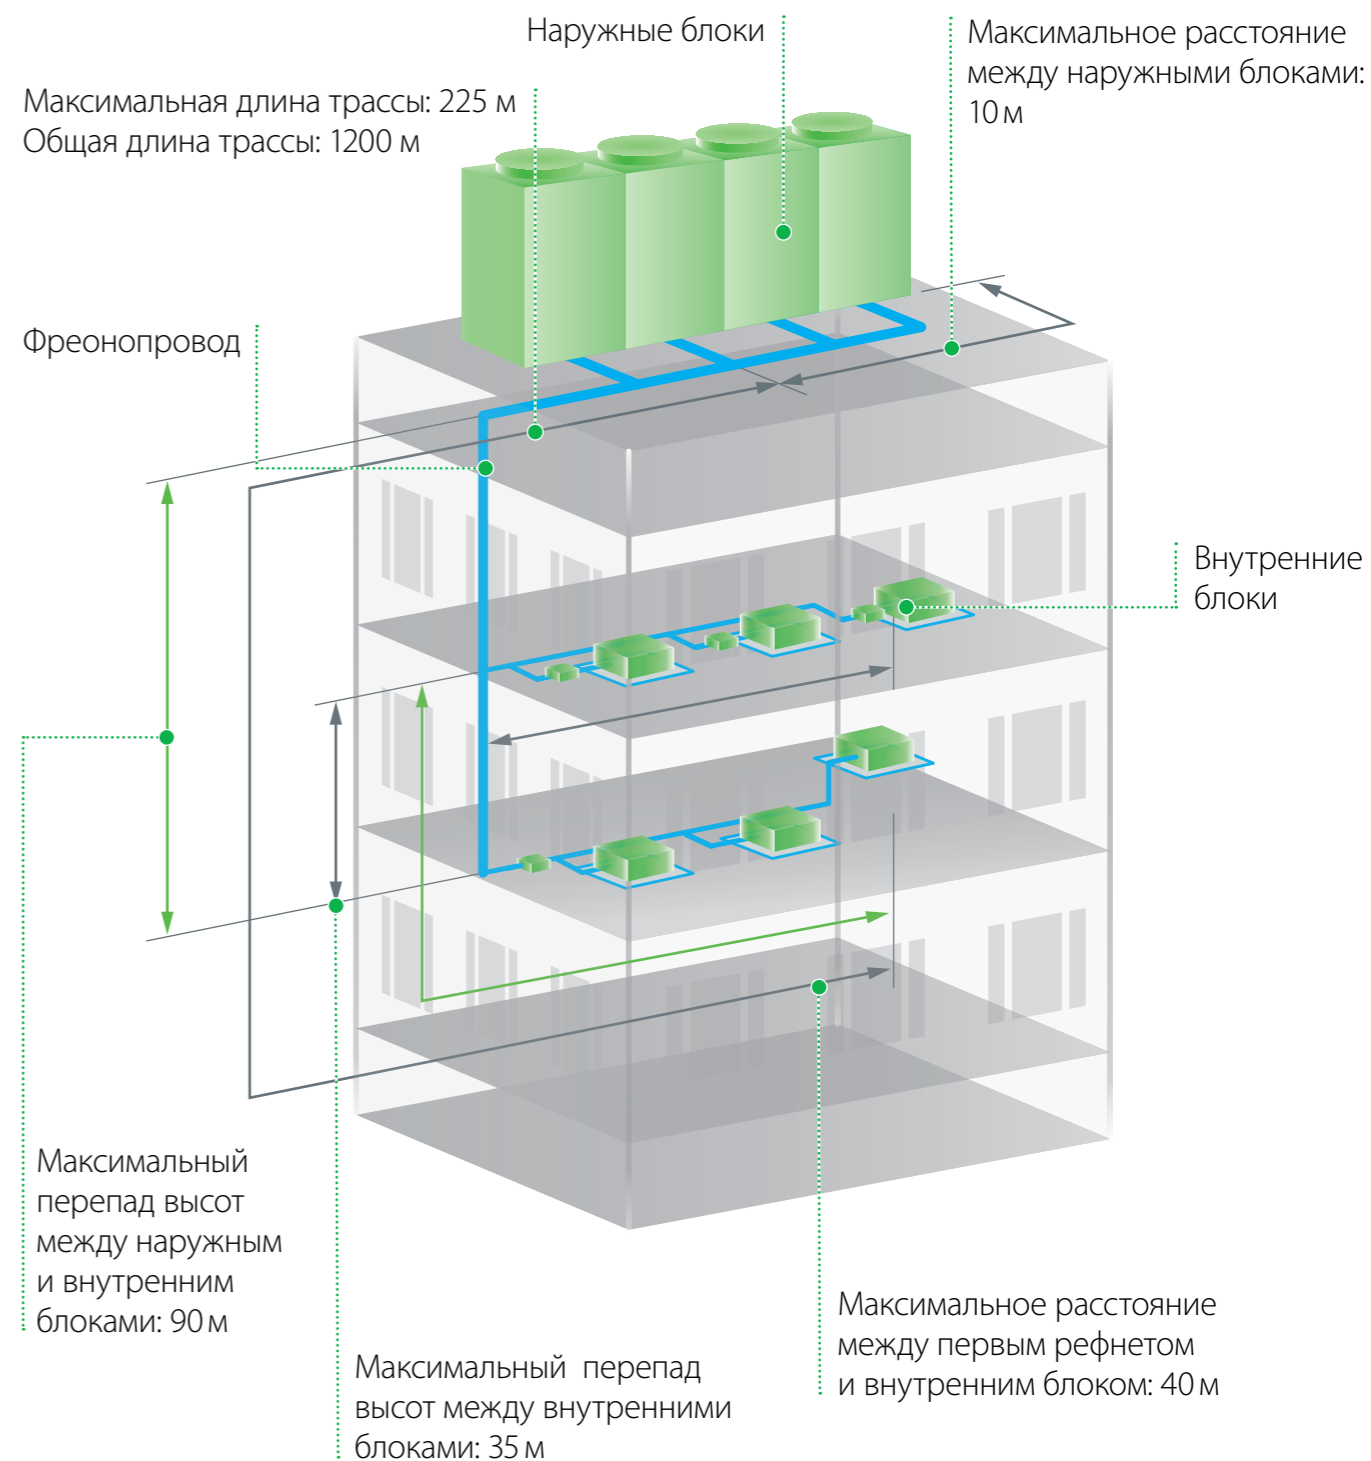 Наружные блоки
Максимальное расстояние
между наружными блоками:
10 м
Максимальная длина трассы: 225 м
Общая длина трассы: 1200 м
Фреонопровод
Внутренние
блоки
Максимальный
перепад высот
между наружным
и внутренним
блоками: 90 м
Максимальное расстояние
между первым рефнетом
и внутренним блоком: 40 м
Максимальный перепад
высот между внутренними
блоками: 35 м